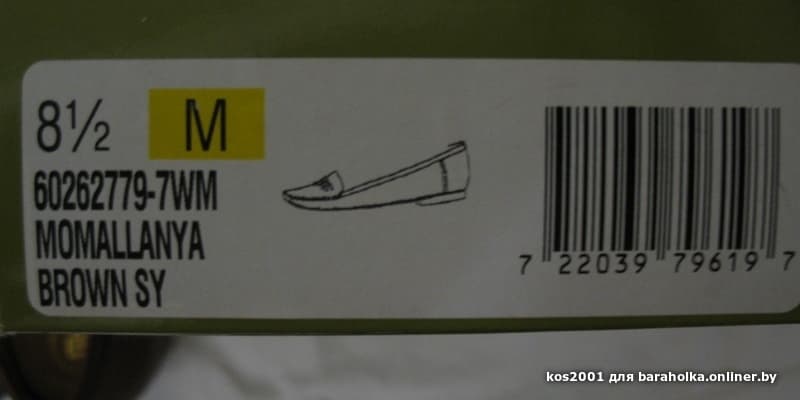 8½ M
60262779-7WM
MOMALLANYA
BROWN SY
7 22039 79619 7
kos2001 для baraholka.onliner.by